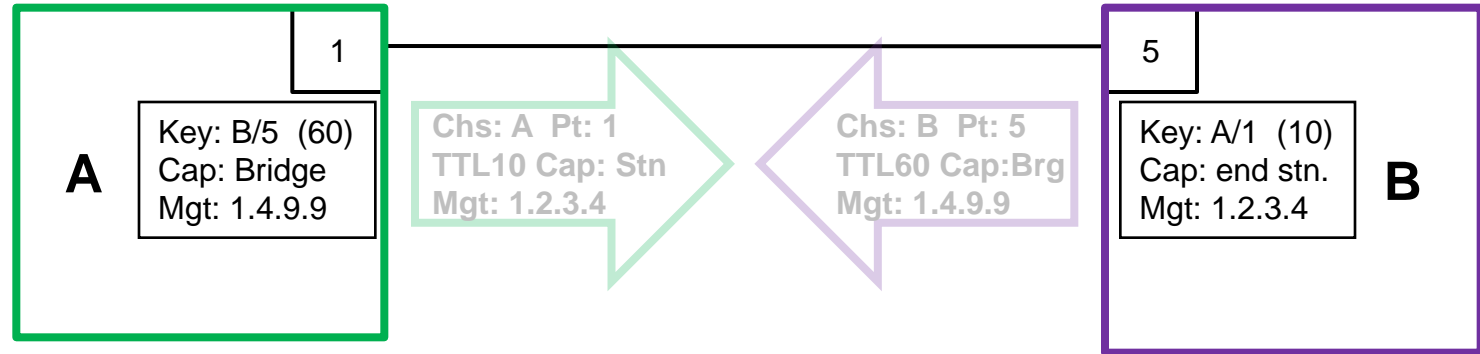 1
5
A
Key: B/5 (60)
Cap: Bridge
Mgt: 1.4.9.9
Chs: A Pt: 1
TTL10 Cap: Stn
Mgt: 1.2.3.4
Chs: B Pt: 5
TTL60 Cap:Brg
Mgt: 1.4.9.9
Key: A/1 (10)
Cap: end stn.
Mgt: 1.2.3.4
B